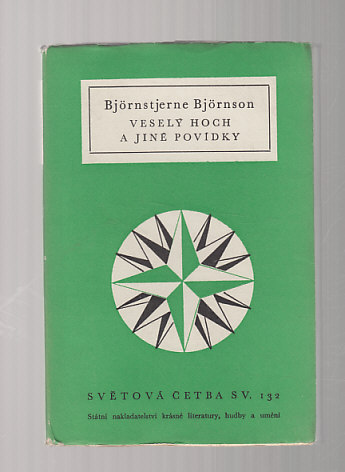 Björnstjerne Björnson
VESELÝ HOCH
A JINÉ POVÍDKY
SVĚTOVÁ ČETBA SV. 132
Státní nakladatelství krásné literatury, hudby a umění